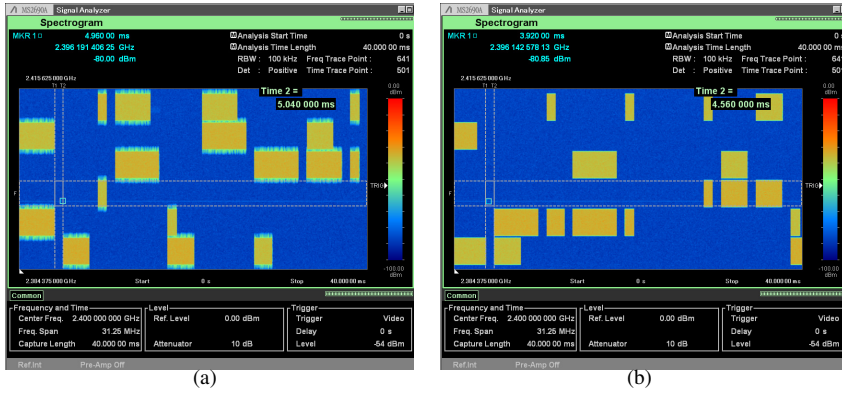 MS2690A Signal Analyzer
Spectrogram
MKR 1 4.960 00 ms
2.396 191 406 25 GHz
-80.00 dBm
Analysis Start Time 0 s
Analysis Time Length 40.000 00 ms
RBW : 100 kHz Freq Trace Point : 641
Det : Positive Time Trace Point : 501
2.415 625 000 GHz
T1 T2
Time 2 =
5.040 000 ms
0.00
dBm
F
TRIG
-100.00
dBm
2.384 375 000 GHz Start 0 s Stop 40.000 00 ms
Common
Frequency and Time
Center Freq. 2.400 000 000 GHz
Freq. Span 31.25 MHz
Capture Length 40.000 00 ms
Level
Ref. Level 0.00 dBm
Attenuator 10 dB
Trigger
Trigger Video
Delay 0 s
Level -54 dBm
Ref.Int Pre-Amp Off
(a)
MS2690A Signal Analyzer
Spectrogram
MKR 1 3.920 00 ms
2.396 142 578 13 GHz
-80.85 dBm
Analysis Start Time 0 s
Analysis Time Length 40.000 00 ms
RBW : 100 kHz Freq Trace Point : 641
Det : Positive Time Trace Point : 501
2.415 625 000 GHz
T1 T2
Time 2 =
4.560 000 ms
0.00
dBm
F
TRIG
-100.00
dBm
2.384 375 000 GHz Start 0 s Stop 40.000 00 ms
Common
Frequency and Time
Center Freq. 2.400 000 000 GHz
Freq. Span 31.25 MHz
Capture Length 40.000 00 ms
Level
Ref. Level 0.00 dBm
Attenuator 10 dB
Trigger
Trigger Video
Delay 0 s
Level -54 dBm
Ref.Int Pre-Amp Off
(b)